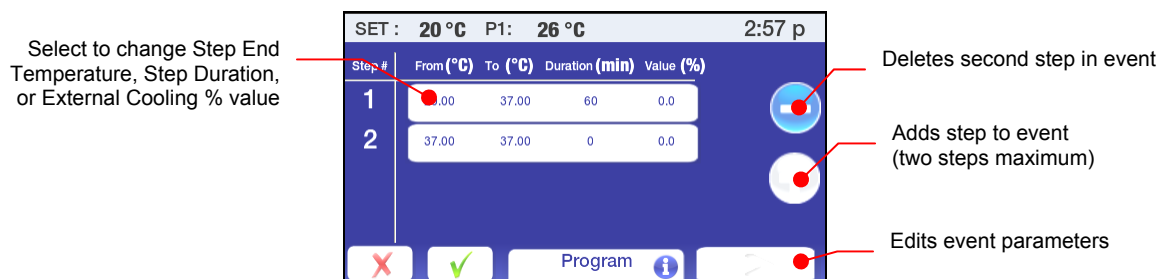 SET : 20 °C P1: 26 °C 2:57 p
Select to change Step End
Temperature, Step Duration,
or External Cooling % value
Step # From (°C) To (°C) Duration (min) Value (%)
1 37.00 60 0.0
2 37.00 37.00 0 0.0
Deletes second step in event
Adds step to event
(two steps maximum)
Edits event parameters
Program